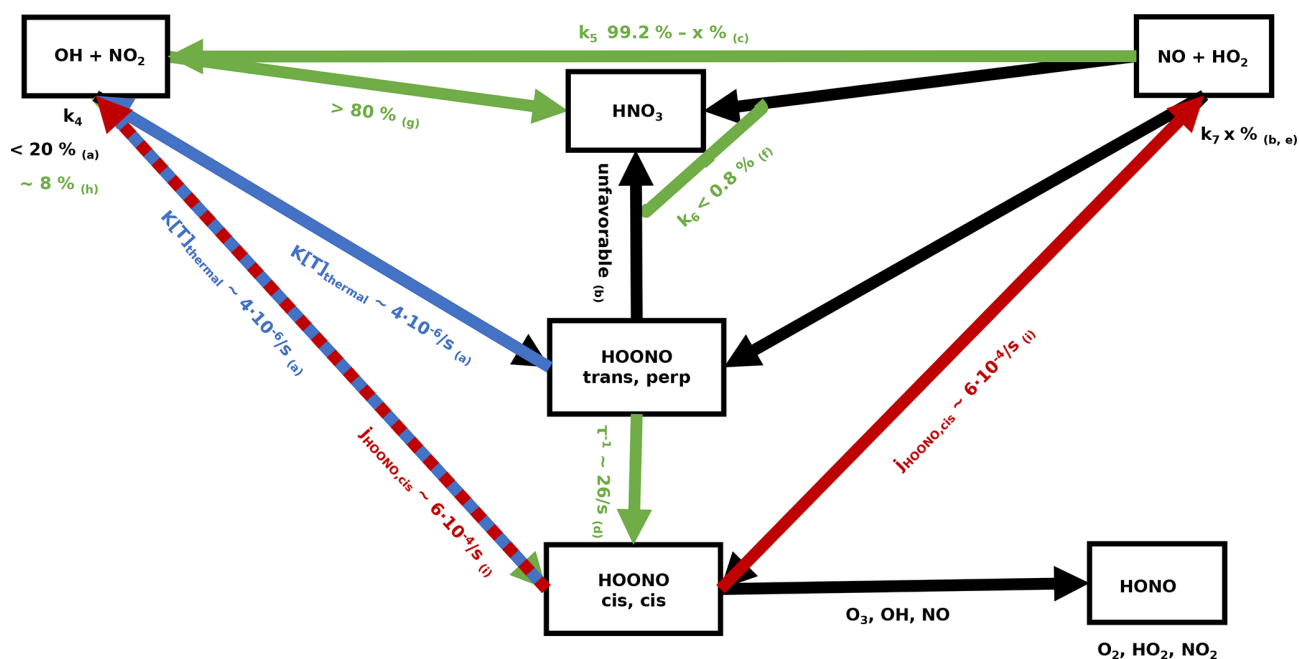 k₅ 99.2 % – x % (c)
OH + NO₂
NO + HO₂
HNO₃
> 80 % (g)
k₄
k₇ x % (b, e)
< 20 % (a)
~ 8 % (h)
k₆ < 0.8 % (f)
unfavorable (b)
K[T]thermal ~ 4·10⁻⁶/s (a)
K[T]thermal ~ 4·10⁻⁶/s (a)
HOONO
trans, perp
jHOONO,cis ~ 6·10⁻⁴/s (i)
jHOONO,cis ~ 6·10⁻⁴/s (i)
τ⁻¹ ~ 26/s (d)
HOONO
cis, cis
HONO
O₃, OH, NO
O₂, HO₂, NO₂